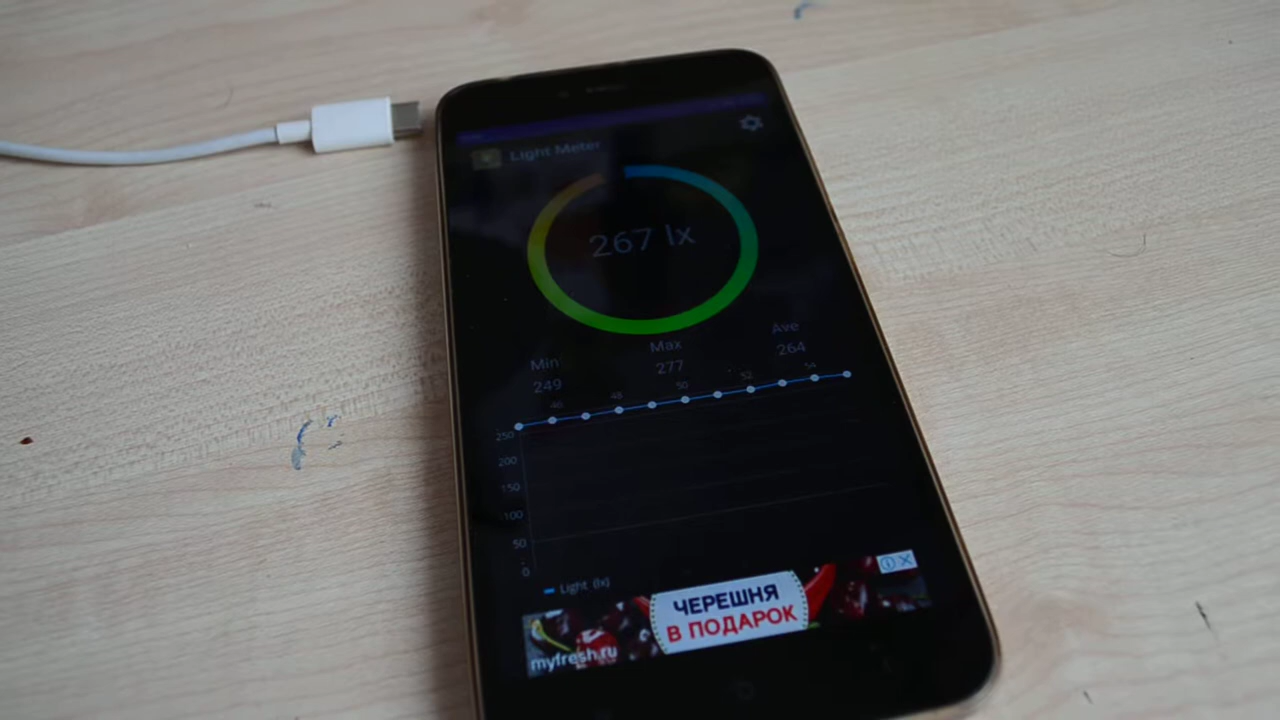 Light Meter
267 lx
Min Max Ave
249 277 264
46 48 50 52 54
250
200
150
100
50
0
Light (lx)
ЧЕРЕШНЯ
В ПОДАРОК
myfresh.ru